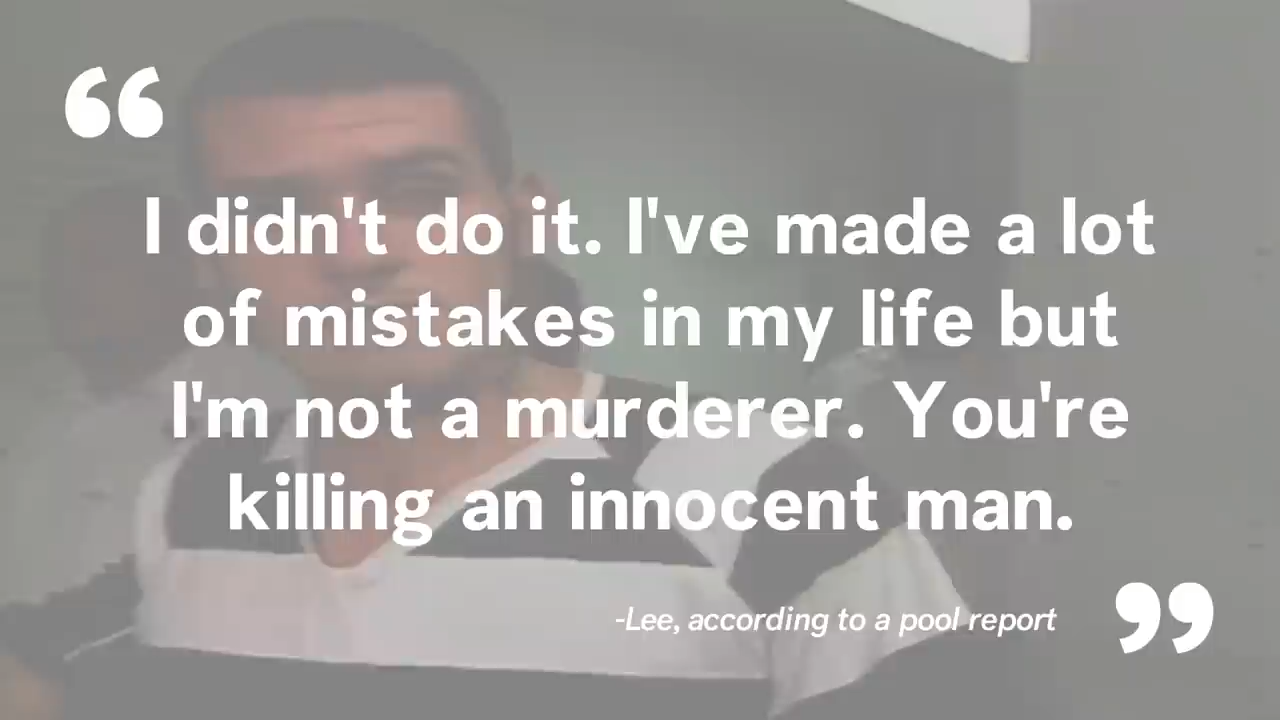 “
I didn't do it. I've made a lot
of mistakes in my life but
I'm not a murderer. You're
killing an innocent man.
-Lee, according to a pool report
”